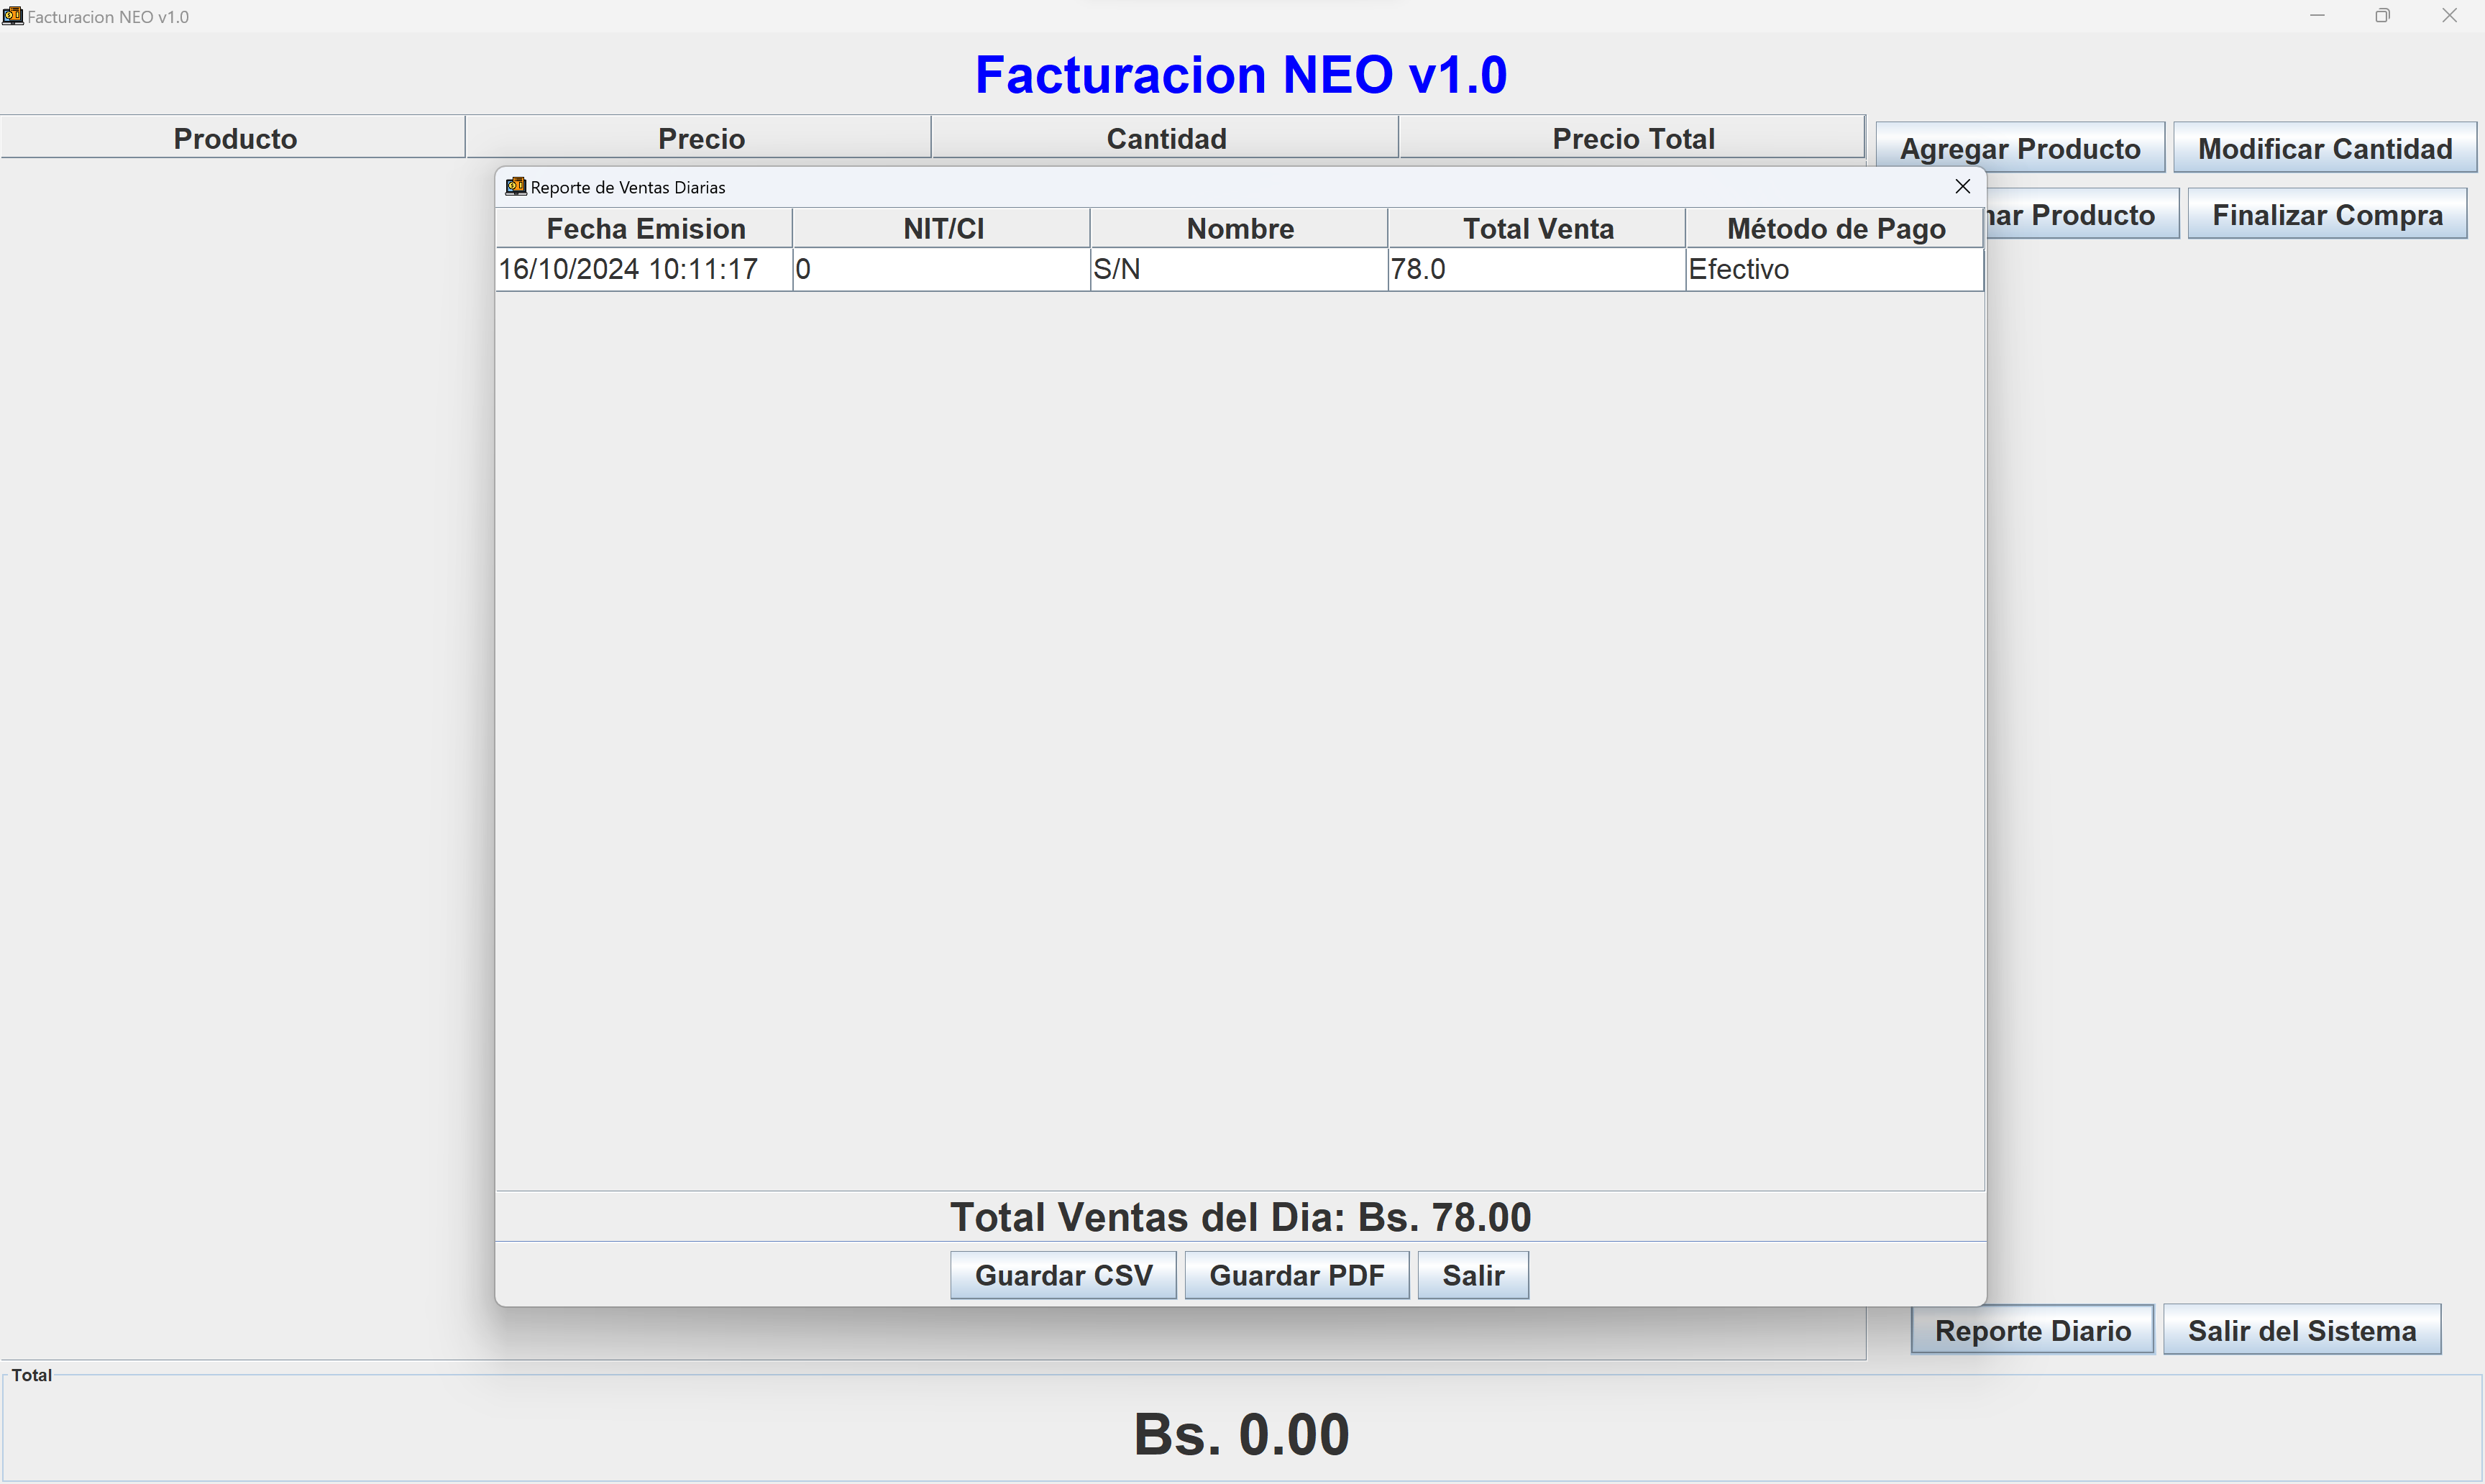 Facturacion NEO v1.0
Facturacion NEO v1.0
Producto Precio Cantidad Precio Total
Agregar Producto Modificar Cantidad
Producto Finalizar Compra
Reporte de Ventas Diarias
Fecha Emision NIT/CI Nombre Total Venta Método de Pago
16/10/2024 10:11:17 0 S/N 78.0 Efectivo
Total Ventas del Dia: Bs. 78.00
Guardar CSV Guardar PDF Salir
Reporte Diario Salir del Sistema
Total
Bs. 0.00